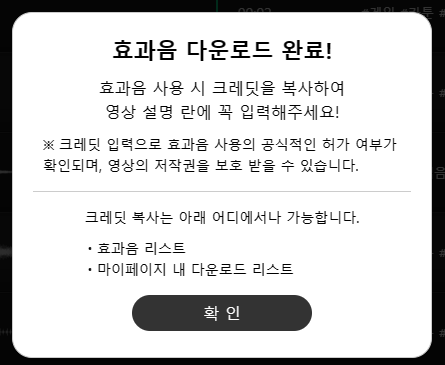 효과음 다운로드 완료!
효과음 사용 시 크레딧을 복사하여
영상 설명 란에 꼭 입력해주세요!
※ 크레딧 입력으로 효과음 사용의 공식적인 허가 여부가
확인되며, 영상의 저작권을 보호 받을 수 있습니다.
크레딧 복사는 아래 어디에서나 가능합니다.
• 효과음 리스트
• 마이페이지 내 다운로드 리스트
확 인